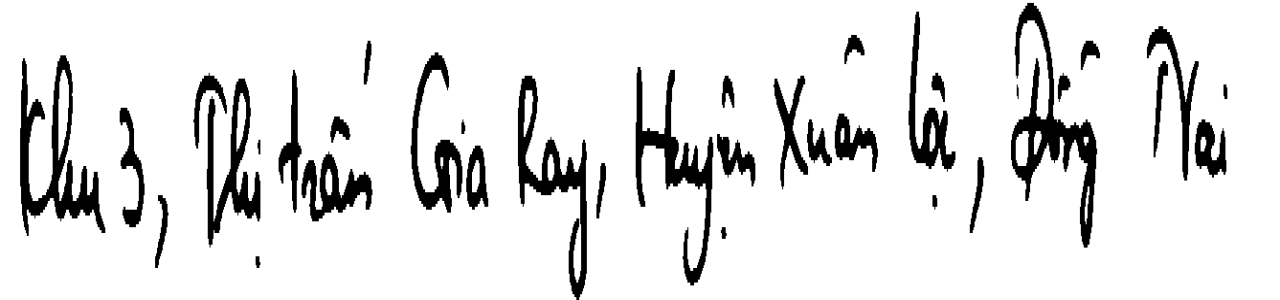 Khu 3, Thị trấn Gia Ray, Huyện Xuân Lộc, Đồng Nai